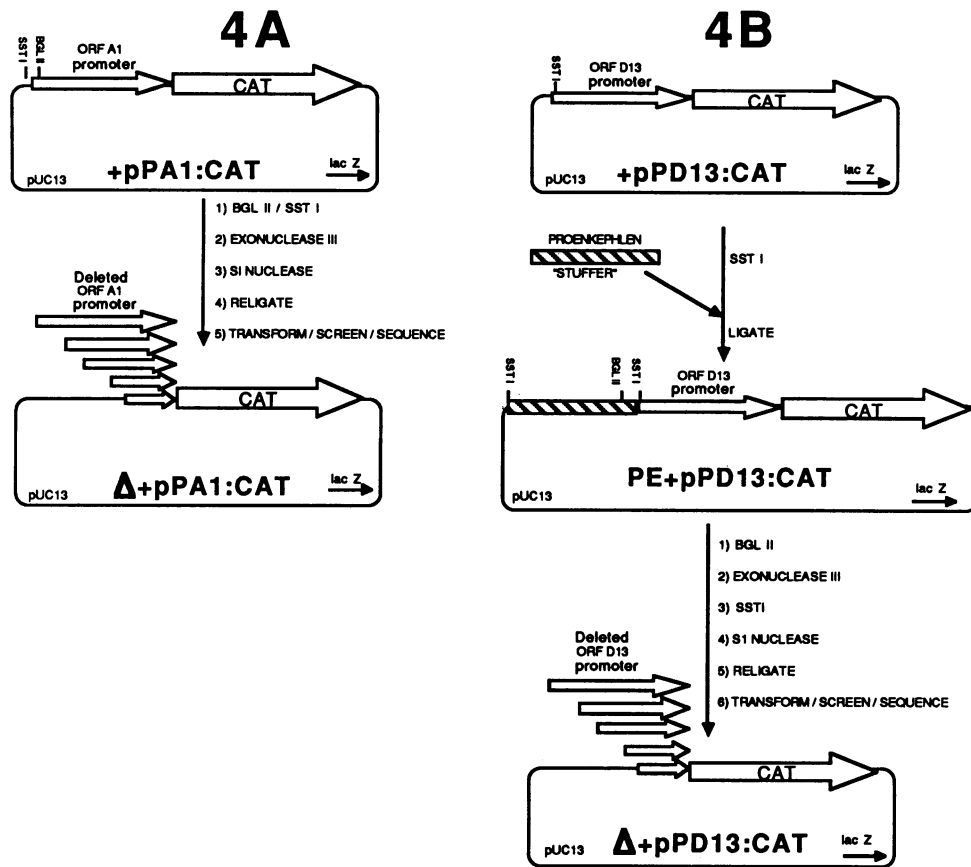 4A
SST I
BGL II
ORF A1
promoter
CAT
pUC13
+pPA1:CAT
lac Z
1) BGL II / SST I
2) EXONUCLEASE III
3) SI NUCLEASE
4) RELIGATE
5) TRANSFORM / SCREEN / SEQUENCE
Deleted
ORF A1
promoter
CAT
pUC13
Δ+pPA1:CAT
lac Z
4B
SST I
ORF D13
promoter
CAT
pUC13
+pPD13:CAT
lac Z
PROENKEPHLEN
"STUFFER"
SST I
LIGATE
SST I
BGL II
SST I
ORF D13
promoter
CAT
pUC13
PE+pPD13:CAT
lac Z
1) BGL II
2) EXONUCLEASE III
3) SSTI
4) S1 NUCLEASE
5) RELIGATE
6) TRANSFORM / SCREEN / SEQUENCE
Deleted
ORF D13
promoter
CAT
pUC13
Δ+pPD13:CAT
lac Z